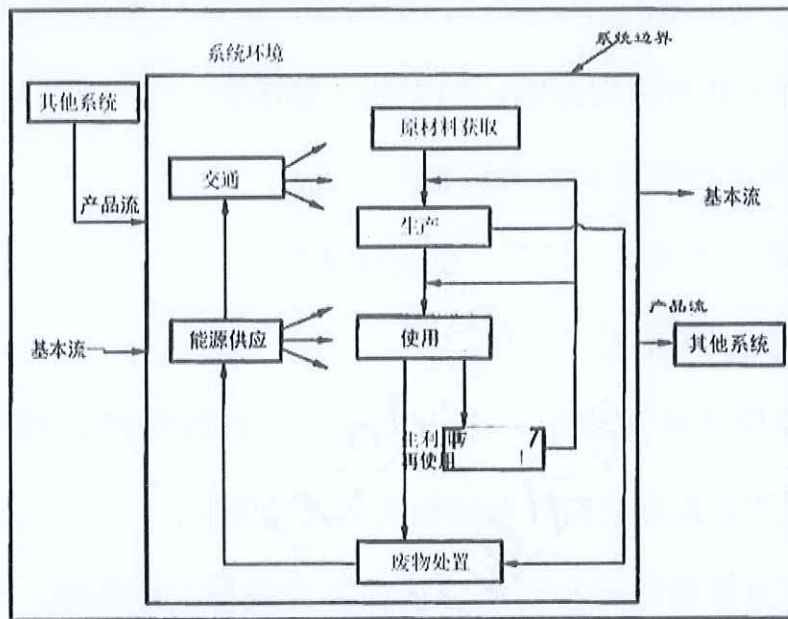 系统环境
系统边界
其他系统
原材料获取
交通
产品流
基本流
生产
产品流
能源供应
使用
基本流
其他系统
再使用
废物处置